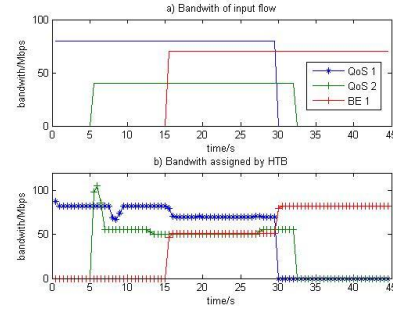 a) Bandwith of input flow
100
50
0
bandwith/Mbps
0 5 10 15 20 25 30 35 40 45
time/s
QoS 1
QoS 2
BE 1
b) Bandwith assigned by HTB
100
50
0
bandwith/Mbps
0 5 10 15 20 25 30 35 40 45
time/s